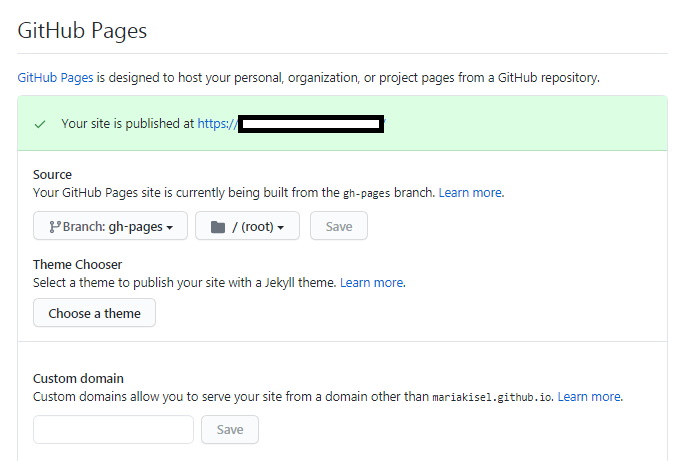 GitHub Pages
GitHub Pages is designed to host your personal, organization, or project pages from a GitHub repository.
Your site is published at https://
Source
Your GitHub Pages site is currently being built from the gh-pages branch. Learn more.
Branch: gh-pages / (root) Save
Theme Chooser
Select a theme to publish your site with a Jekyll theme. Learn more.
Choose a theme
Custom domain
Custom domains allow you to serve your site from a domain other than mariakisel.github.io. Learn more.
Save